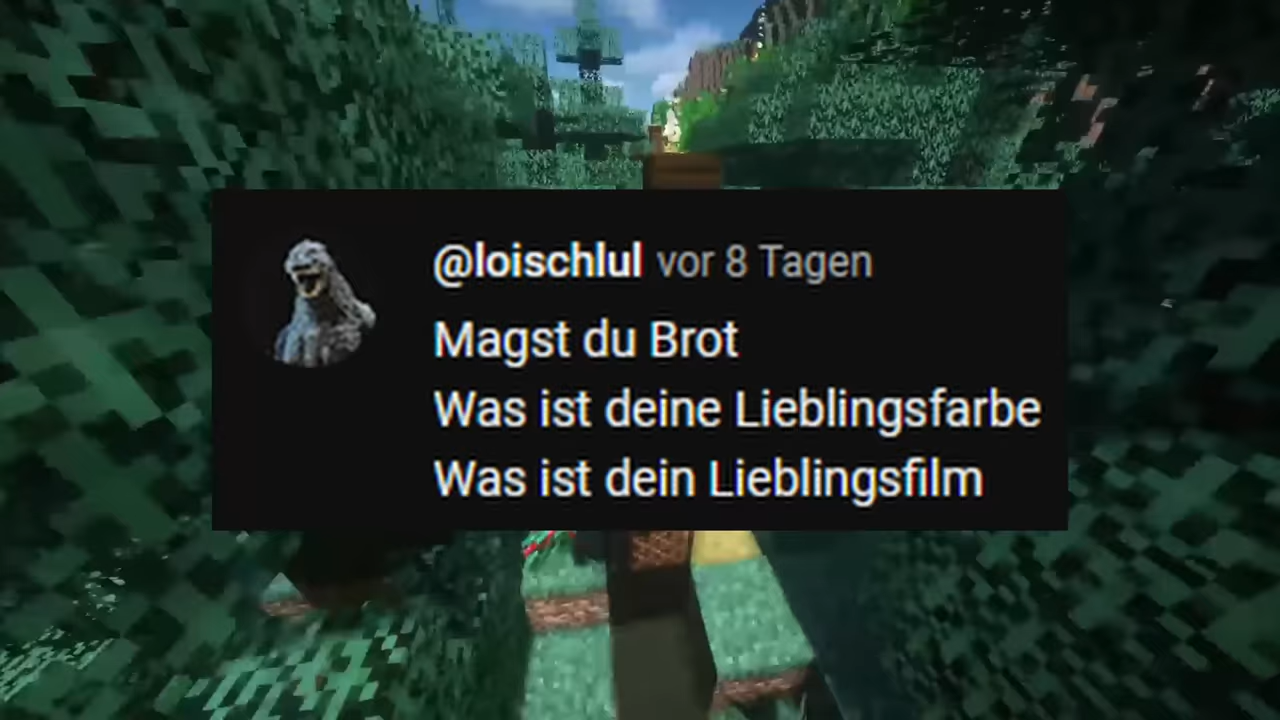 @loischlul vor 8 Tagen
Magst du Brot
Was ist deine Lieblingsfarbe
Was ist dein Lieblingsfilm